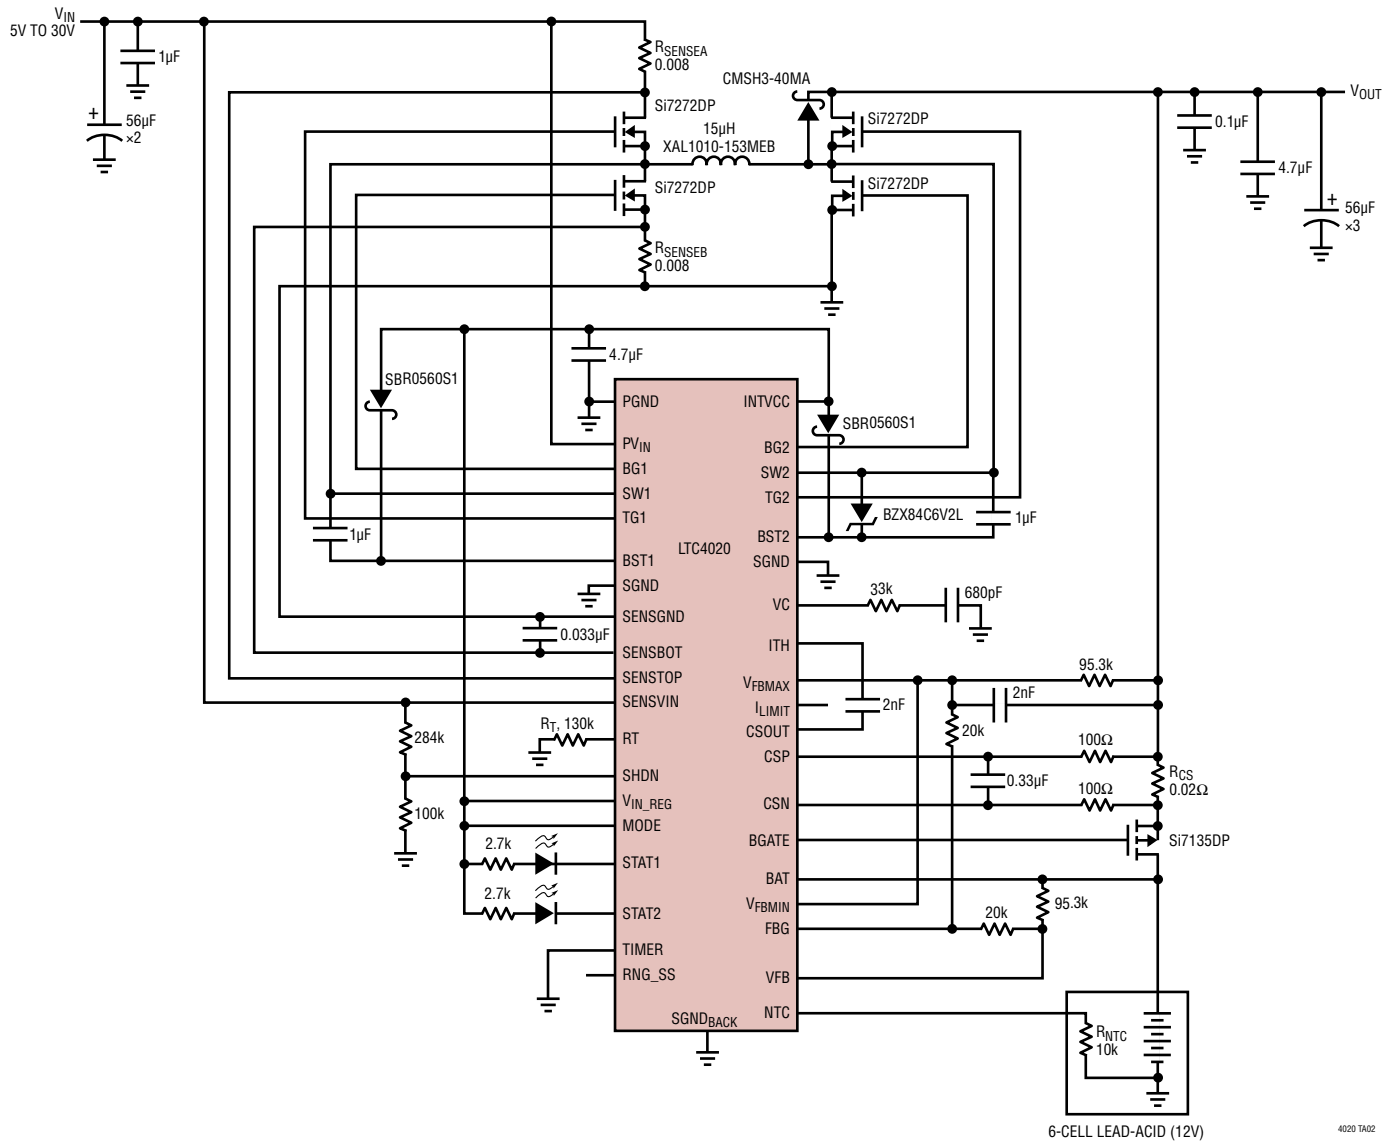 VIN
5V TO 30V
1µF
+
56µF
×2
RSENSEA
0.008
Si7272DP
15µH
XAL1010-153MEB
CMSH3-40MA
Si7272DP
VOUT
0.1µF
4.7µF
+
56µF
×3
Si7272DP
Si7272DP
RSENSEB
0.008
4.7µF
SBR0560S1
SBR0560S1
BZX84C6V2L
1µF
1µF
LTC4020
PGND
PVIN
BG1
SW1
TG1
BST1
SGND
SENSGND
SENSBOT
SENSTOP
SENSVIN
RT
SHDN
VIN_REG
MODE
STAT1
STAT2
TIMER
RNG_SS
SGNDBACK
INTVCC
BG2
SW2
TG2
BST2
SGND
VC
ITH
VFBMAX
ILIMIT
CSOUT
CSP
CSN
BGATE
BAT
VFBMIN
FBG
VFB
NTC
0.033µF
284k
RT, 130k
100k
2.7k
2.7k
33k
680pF
2nF
95.3k
2nF
20k
100Ω
0.33µF
RCS
0.02Ω
100Ω
Si7135DP
95.3k
20k
RNTC
10k
6-CELL LEAD-ACID (12V)
4020 TA02